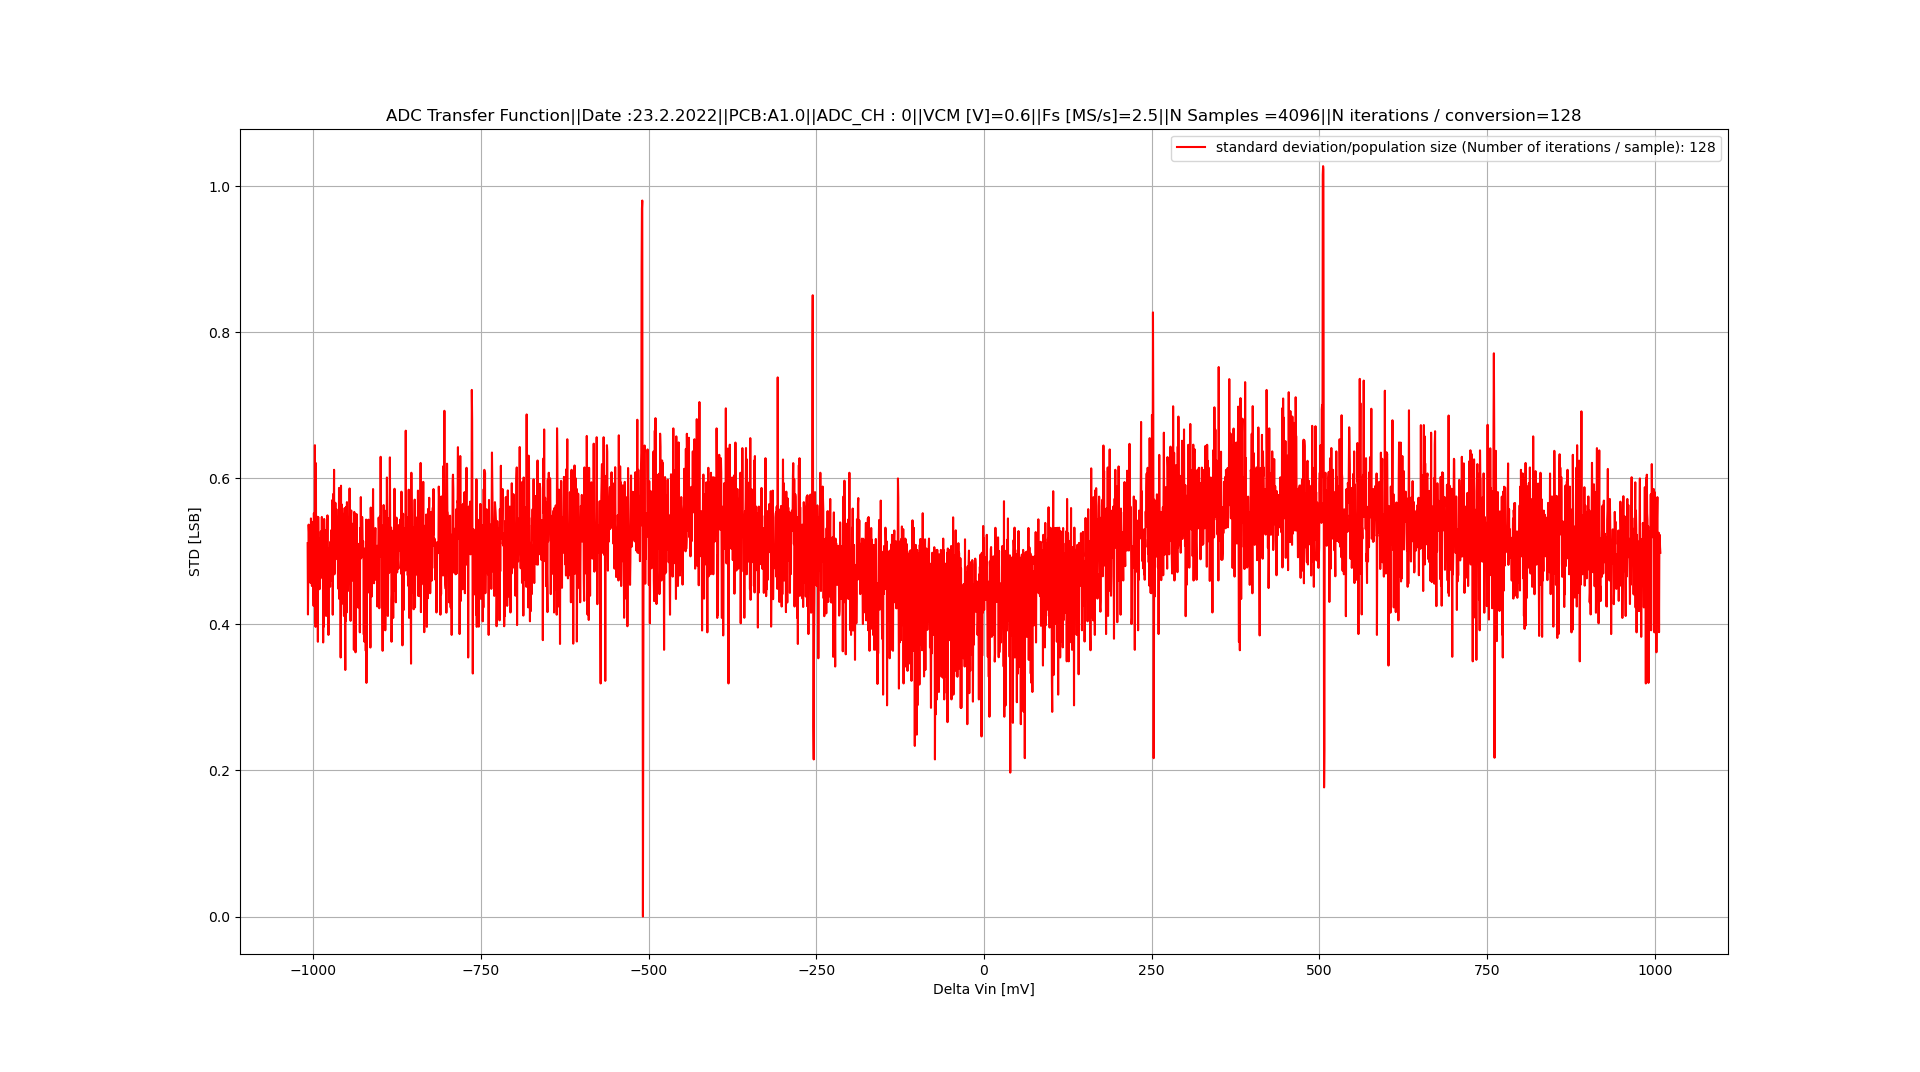 ADC Transfer Function||Date :23.2.2022||PCB:A1.0||ADC_CH : 0||VCM [V]=0.6||Fs [MS/s]=2.5||N Samples =4096||N iterations / conversion=128
standard deviation/population size (Number of iterations / sample): 128
1.0
0.8
0.6
0.4
0.2
0.0
STD [LSB]
−1000 −750 −500 −250 0 250 500 750 1000
Delta Vin [mV]